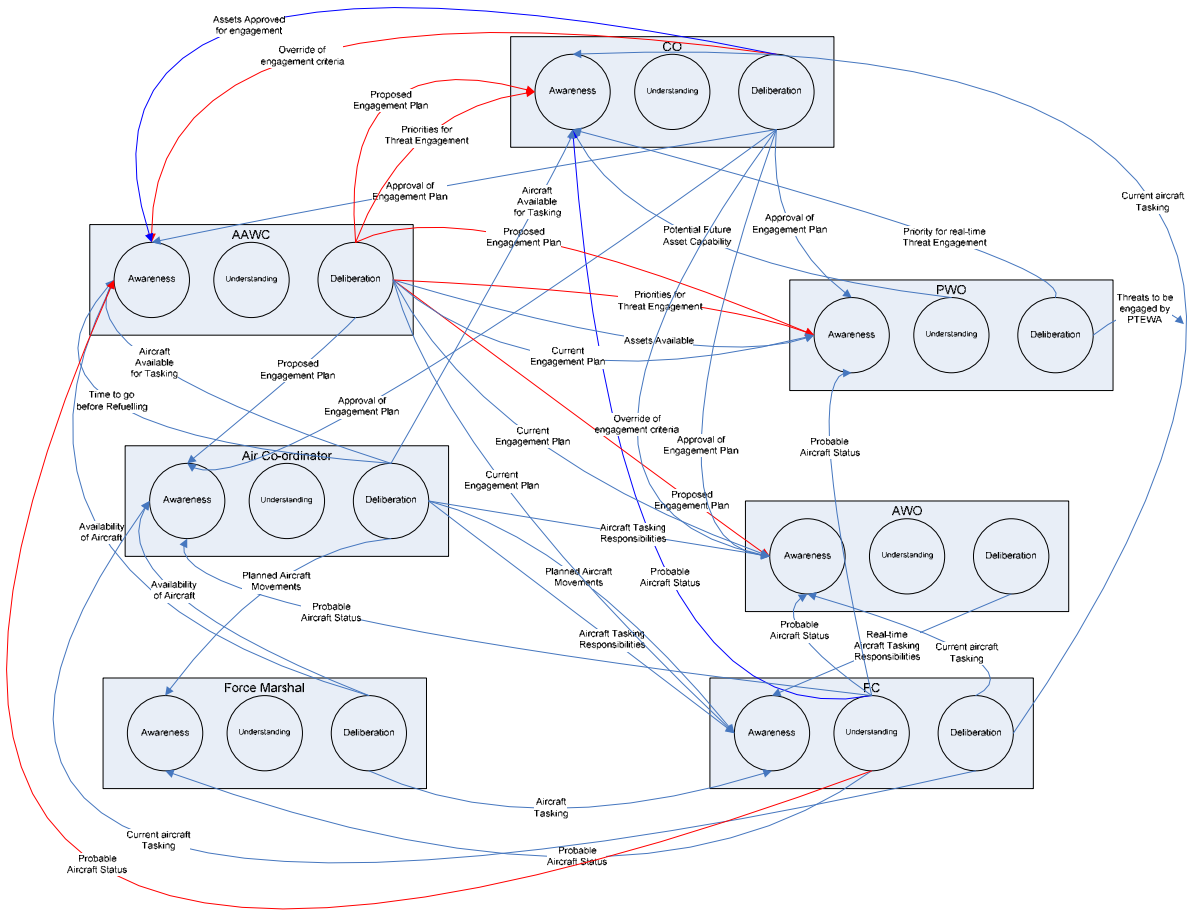 Assets Approved
for engagement
Override of
engagement criteria
CO
Awareness
Understanding
Deliberation
Proposed
Engagement Plan
Priorities for
Threat Engagement
Approval of
Engagement Plan
Aircraft
Available
for Tasking
Current aircraft
Tasking
AAWC
Awareness
Understanding
Deliberation
Proposed
Engagement Plan
Potential Future
Asset Capability
Approval of
Engagement Plan
Priority for real-time
Threat Engagement
PWO
Awareness
Understanding
Deliberation
Threats to be
engaged by
PTEWA
Priorities for
Threat Engagement
Assets Available
Current
Engagement Plan
Aircraft
Available
for Tasking
Proposed
Engagement Plan
Time to go
before Refuelling
Approval of
Engagement Plan
Override of
engagement criteria
Current
Engagement Plan
Approval of
Engagement Plan
Probable
Aircraft Status
Air Co-ordinator
Awareness
Understanding
Deliberation
Current
Engagement Plan
Proposed
Engagement Plan
AWO
Awareness
Understanding
Deliberation
Availability
of Aircraft
Aircraft Tasking
Responsibilities
Planned Aircraft
Movements
Planned Aircraft
Movements
Probable
Aircraft Status
Availability
of Aircraft
Probable
Aircraft Status
Aircraft Tasking
Responsibilities
Probable
Aircraft Status
Real-time
Aircraft Tasking
Responsibilities
Current aircraft
Tasking
Force Marshal
Awareness
Understanding
Deliberation
FC
Awareness
Understanding
Deliberation
Aircraft
Tasking
Current aircraft
Tasking
Probable
Aircraft Status
Probable
Aircraft Status